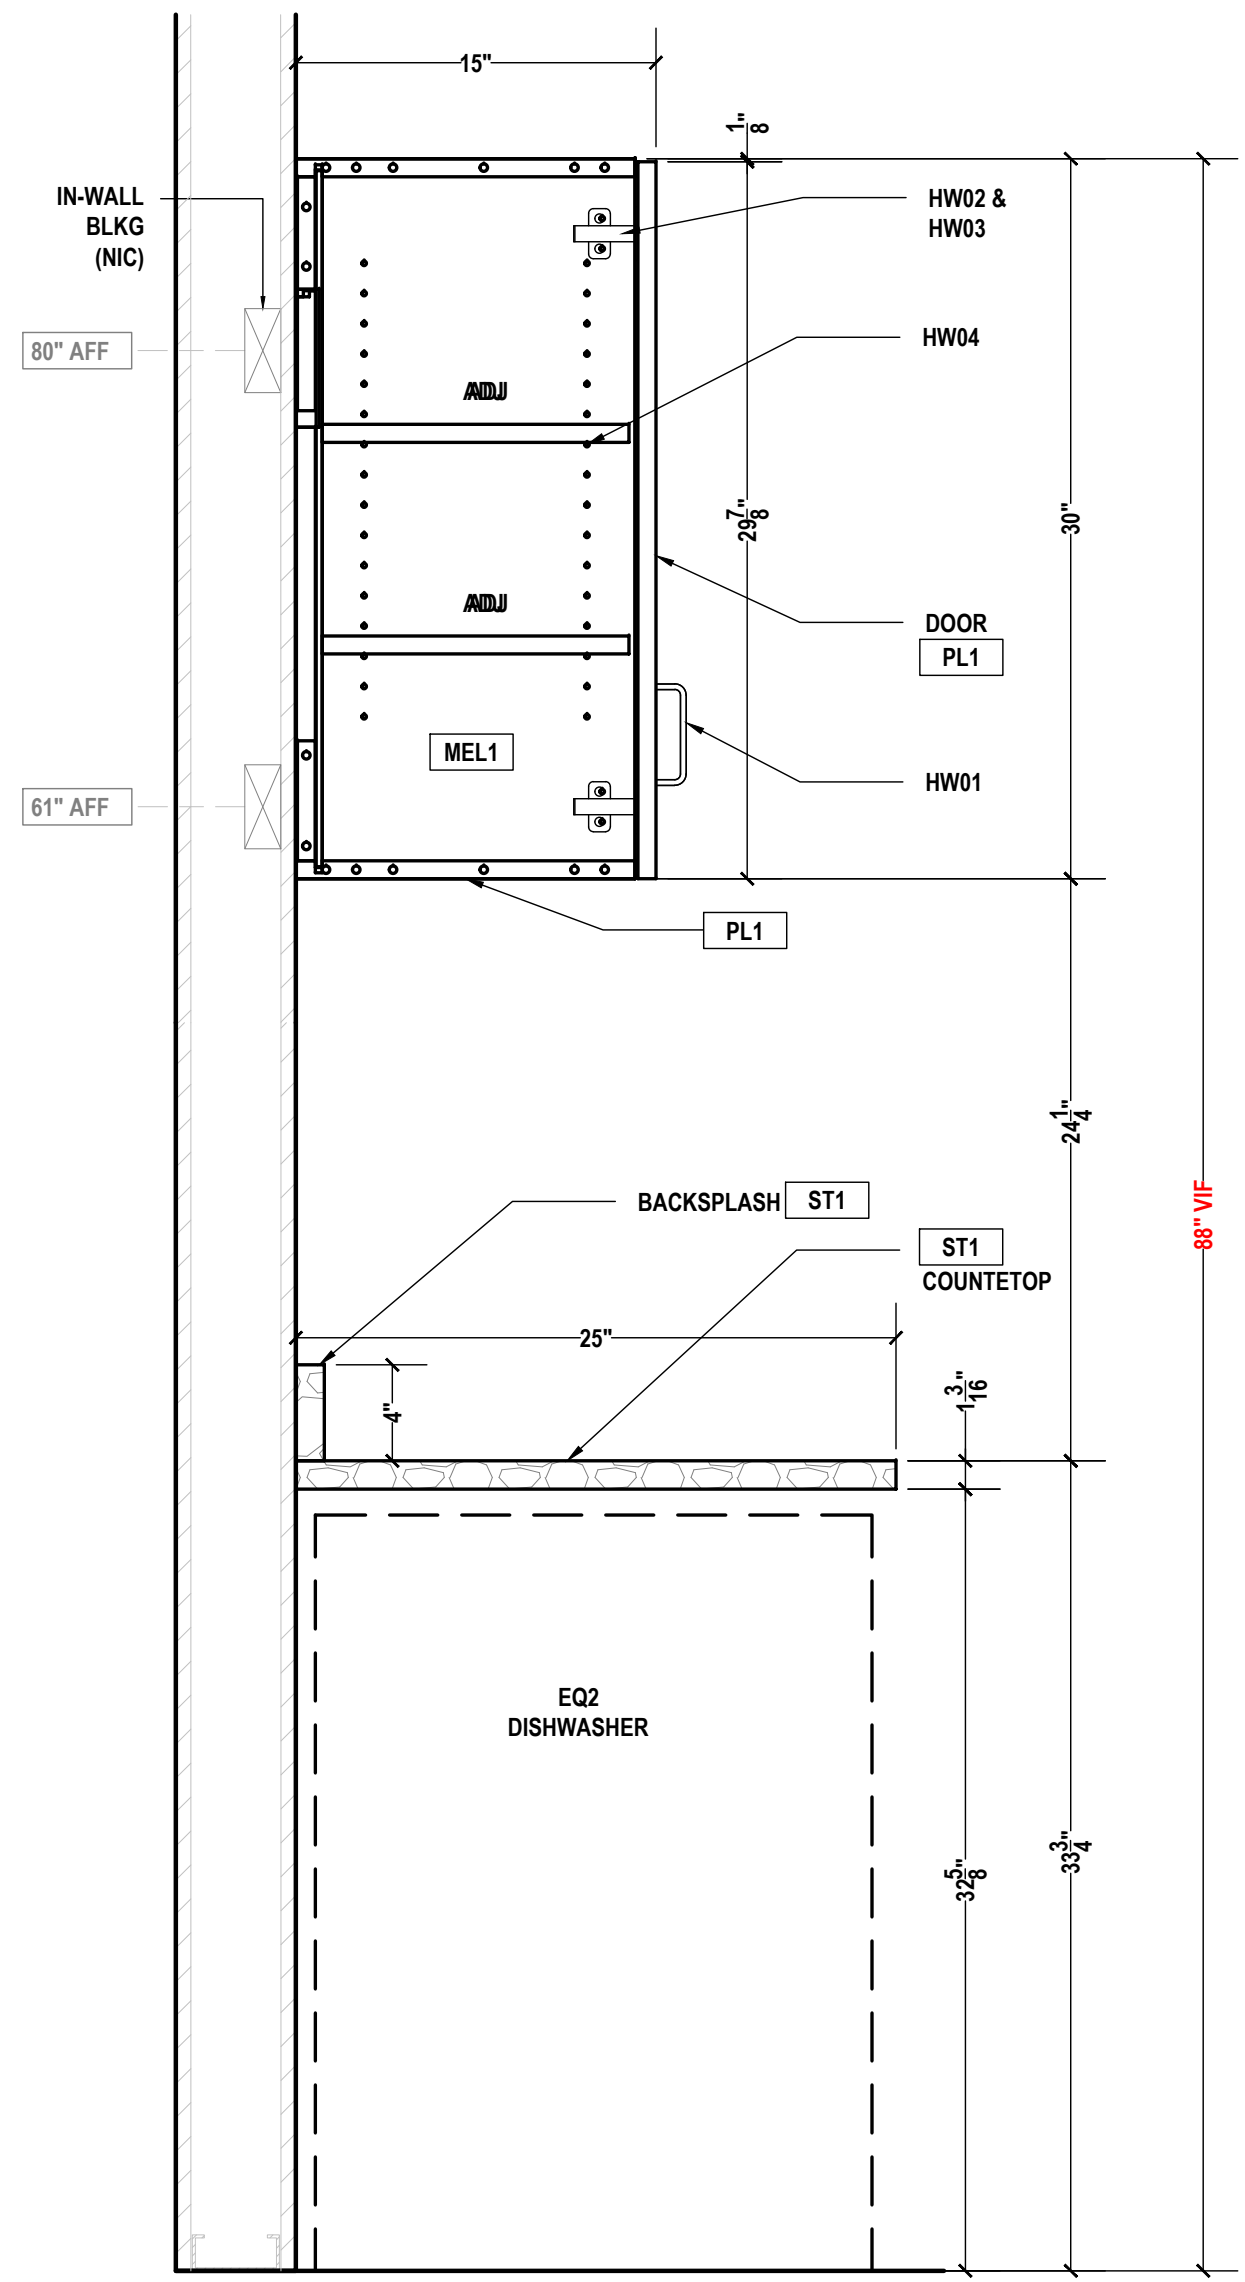 15"
1/8"
IN-WALL
BLKG
(NIC)
HW02 &
HW03
80" AFF
HW04
ADJ
29 7/8"
30"
ADJ
DOOR
PL1
MEL1
HW01
61" AFF
PL1
24 1/4"
BACKSPLASH ST1
88" VIF
ST1
COUNTETOP
25"
1 3/16"
4"
EQ2
DISHWASHER
32 5/8"
33 3/4"